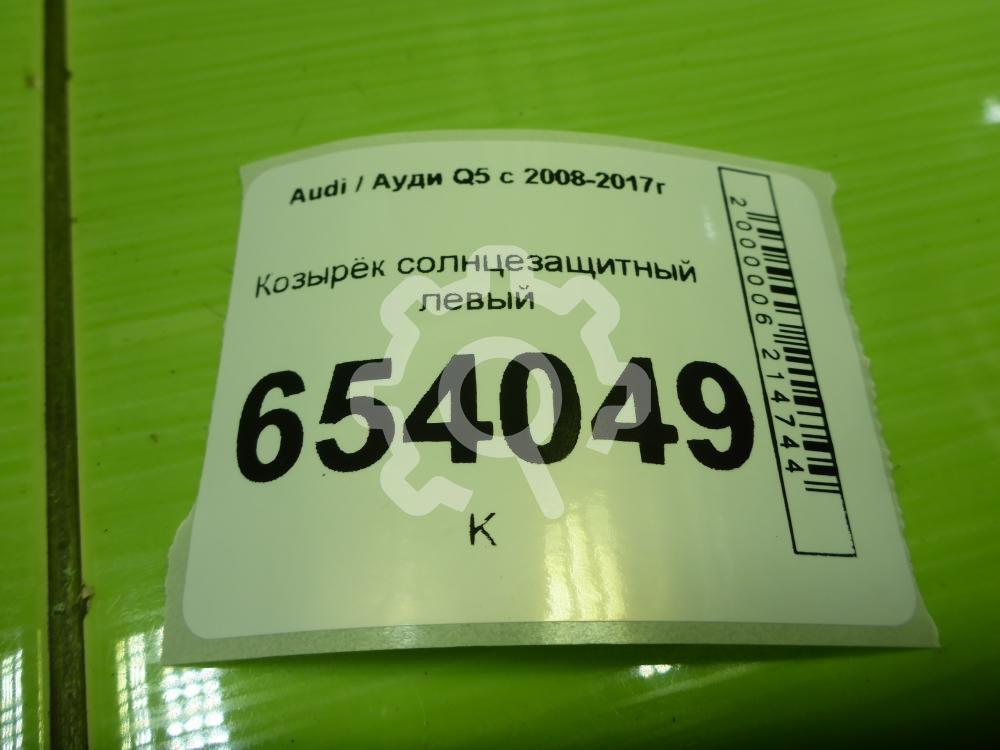 Audi / Ауди Q5 с 2008-2017г
Козырёк солнцезащитный
левый
654049
К
2000006214744